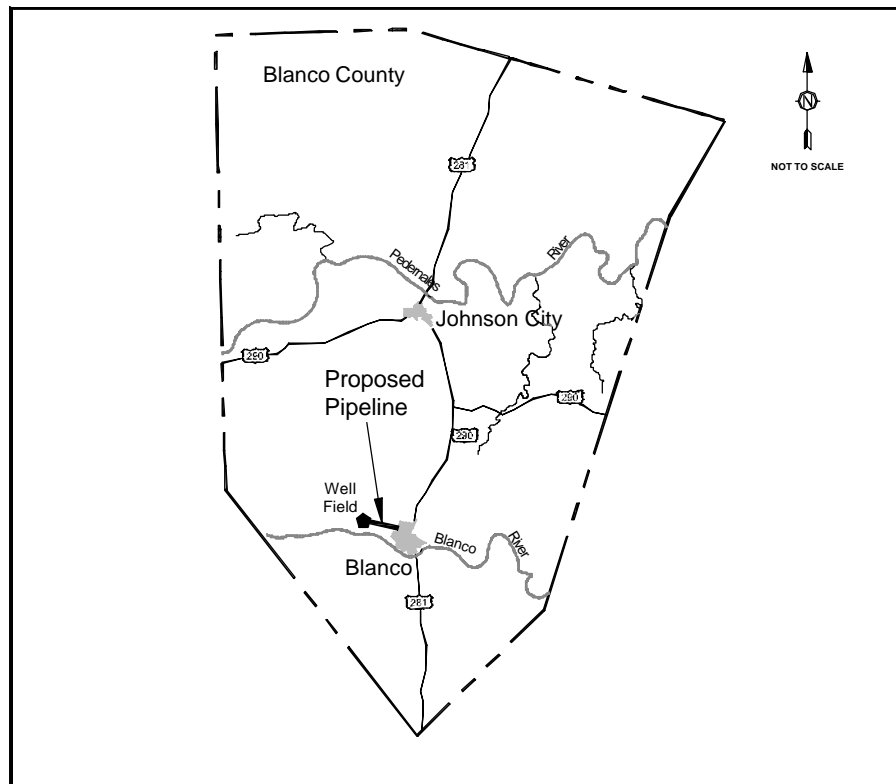 Blanco County
N
NOT TO SCALE
281
Pedernales
River
Johnson City
290
Proposed
Pipeline
290
290
Well
Field
Blanco
River
Blanco
281